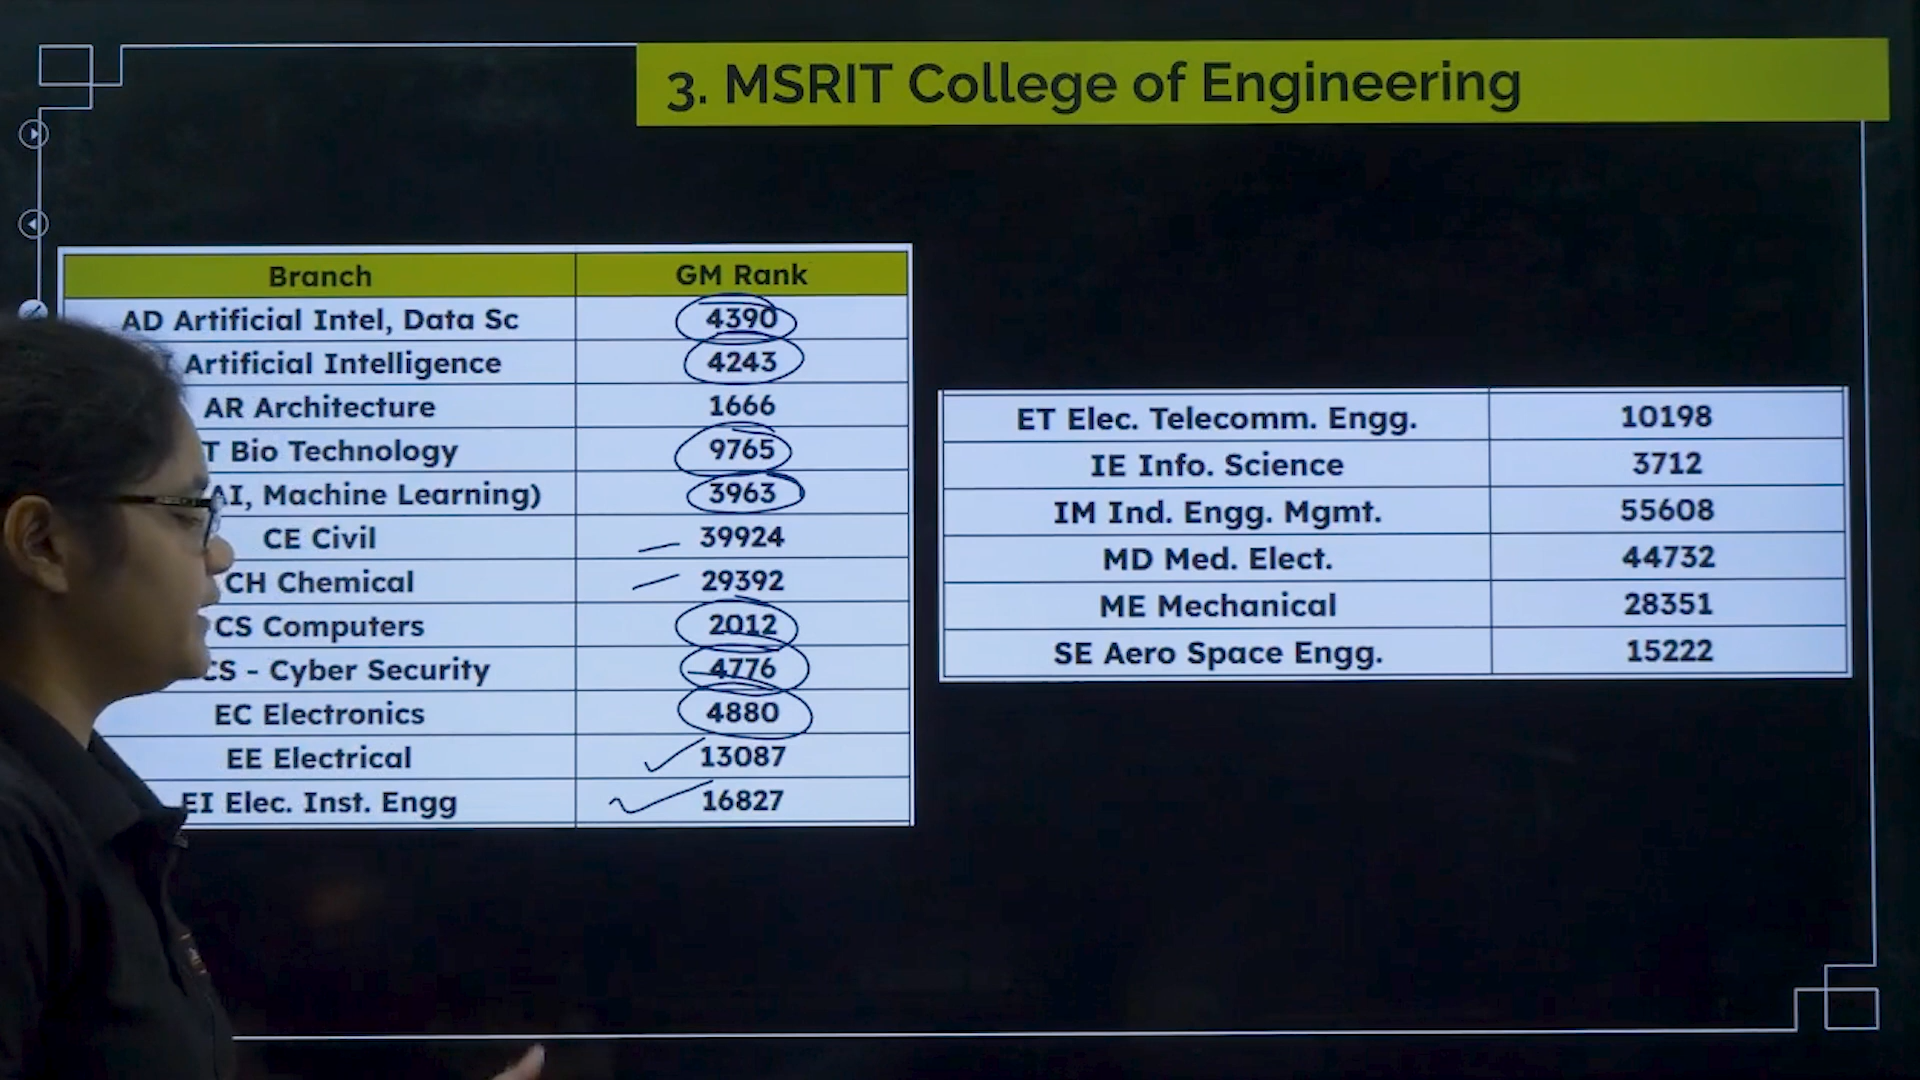 3. MSRIT College of Engineering
Branch GM Rank
AD Artificial Intel, Data Sc 4390
Artificial Intelligence 4243
AR Architecture 1666
T Bio Technology 9765
AI, Machine Learning) 3963
CE Civil 39924
CH Chemical 29392
CS Computers 2012
CS - Cyber Security 4776
EC Electronics 4880
EE Electrical 13087
EI Elec. Inst. Engg 16827
ET Elec. Telecomm. Engg. 10198
IE Info. Science 3712
IM Ind. Engg. Mgmt. 55608
MD Med. Elect. 44732
ME Mechanical 28351
SE Aero Space Engg. 15222